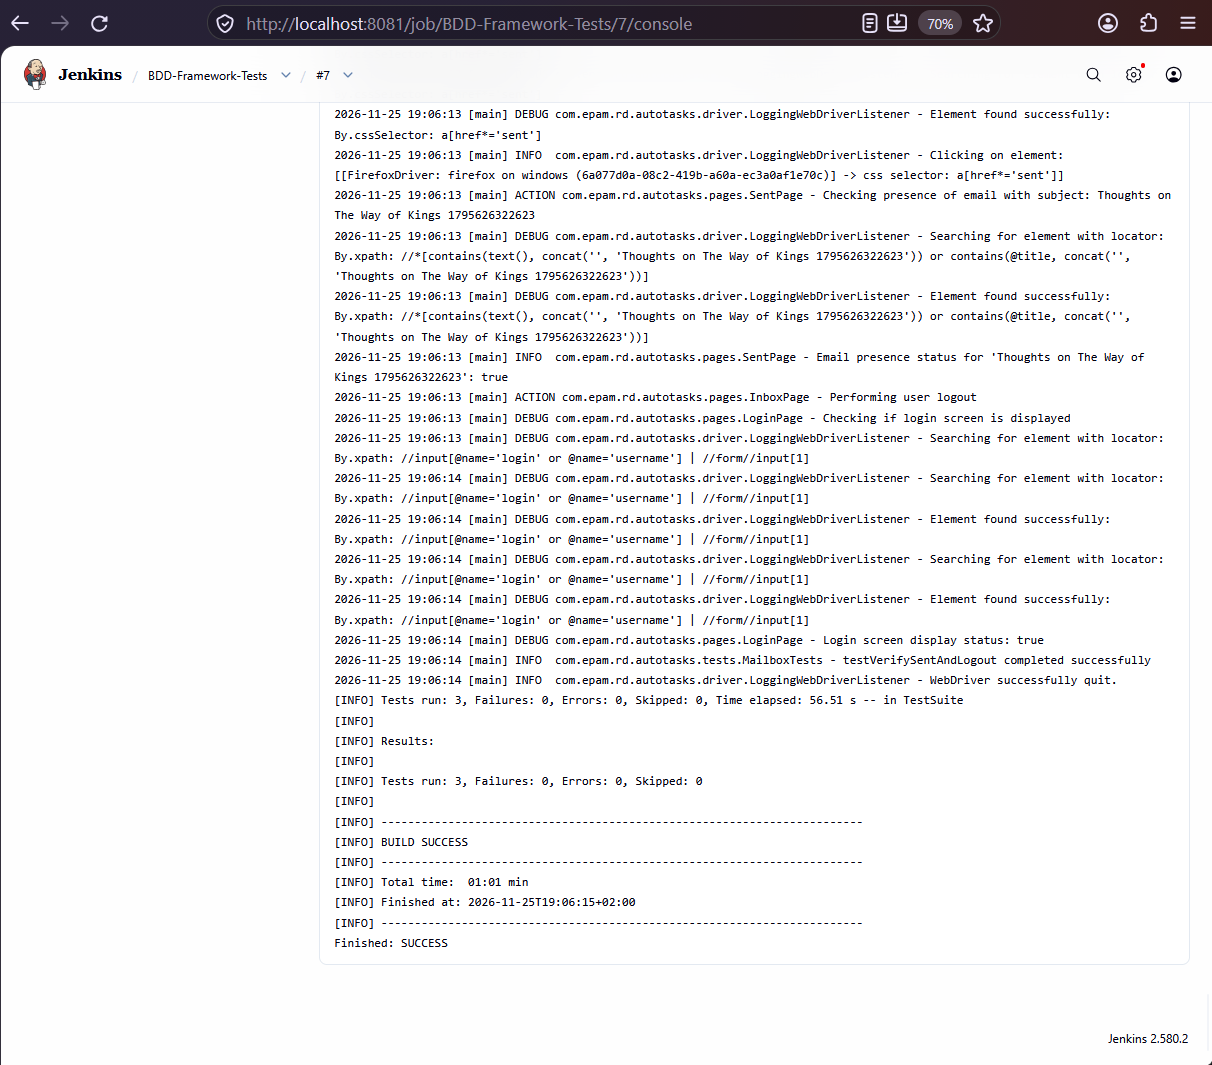 http://localhost:8081/job/BDD-Framework-Tests/7/console
70%
Jenkins / BDD-Framework-Tests / #7
2026-11-25 19:06:13 [main] DEBUG com.epam.rd.autotasks.driver.LoggingWebDriverListener - Element found successfully:
By.cssSelector: a[href*='sent']
2026-11-25 19:06:13 [main] INFO  com.epam.rd.autotasks.driver.LoggingWebDriverListener - Clicking on element:
[[FirefoxDriver: firefox on windows (6a077d0a-08c2-419b-a60a-ec3a0af1e70c)] -> css selector: a[href*='sent']]
2026-11-25 19:06:13 [main] ACTION com.epam.rd.autotasks.pages.SentPage - Checking presence of email with subject: Thoughts on
The Way of Kings 1795626322623
2026-11-25 19:06:13 [main] DEBUG com.epam.rd.autotasks.driver.LoggingWebDriverListener - Searching for element with locator:
By.xpath: //*[contains(text(), concat('', 'Thoughts on The Way of Kings 1795626322623')) or contains(@title, concat('',
'Thoughts on The Way of Kings 1795626322623'))]
2026-11-25 19:06:13 [main] DEBUG com.epam.rd.autotasks.driver.LoggingWebDriverListener - Element found successfully:
By.xpath: //*[contains(text(), concat('', 'Thoughts on The Way of Kings 1795626322623')) or contains(@title, concat('',
'Thoughts on The Way of Kings 1795626322623'))]
2026-11-25 19:06:13 [main] INFO  com.epam.rd.autotasks.pages.SentPage - Email presence status for 'Thoughts on The Way of
Kings 1795626322623': true
2026-11-25 19:06:13 [main] ACTION com.epam.rd.autotasks.pages.InboxPage - Performing user logout
2026-11-25 19:06:13 [main] DEBUG com.epam.rd.autotasks.pages.LoginPage - Checking if login screen is displayed
2026-11-25 19:06:13 [main] DEBUG com.epam.rd.autotasks.driver.LoggingWebDriverListener - Searching for element with locator:
By.xpath: //input[@name='login' or @name='username'] | //form//input[1]
2026-11-25 19:06:14 [main] DEBUG com.epam.rd.autotasks.driver.LoggingWebDriverListener - Searching for element with locator:
By.xpath: //input[@name='login' or @name='username'] | //form//input[1]
2026-11-25 19:06:14 [main] DEBUG com.epam.rd.autotasks.driver.LoggingWebDriverListener - Element found successfully:
By.xpath: //input[@name='login' or @name='username'] | //form//input[1]
2026-11-25 19:06:14 [main] DEBUG com.epam.rd.autotasks.driver.LoggingWebDriverListener - Searching for element with locator:
By.xpath: //input[@name='login' or @name='username'] | //form//input[1]
2026-11-25 19:06:14 [main] DEBUG com.epam.rd.autotasks.driver.LoggingWebDriverListener - Element found successfully:
By.xpath: //input[@name='login' or @name='username'] | //form//input[1]
2026-11-25 19:06:14 [main] DEBUG com.epam.rd.autotasks.pages.LoginPage - Login screen display status: true
2026-11-25 19:06:14 [main] INFO  com.epam.rd.autotasks.tests.MailboxTests - testVerifySentAndLogout completed successfully
2026-11-25 19:06:14 [main] INFO  com.epam.rd.autotasks.driver.LoggingWebDriverListener - WebDriver successfully quit.
[INFO] Tests run: 3, Failures: 0, Errors: 0, Skipped: 0, Time elapsed: 56.51 s -- in TestSuite
[INFO]
[INFO] Results:
[INFO]
[INFO] Tests run: 3, Failures: 0, Errors: 0, Skipped: 0
[INFO]
[INFO] ------------------------------------------------------------------------
[INFO] BUILD SUCCESS
[INFO] ------------------------------------------------------------------------
[INFO] Total time:  01:01 min
[INFO] Finished at: 2026-11-25T19:06:15+02:00
[INFO] ------------------------------------------------------------------------
Finished: SUCCESS
Jenkins 2.580.2